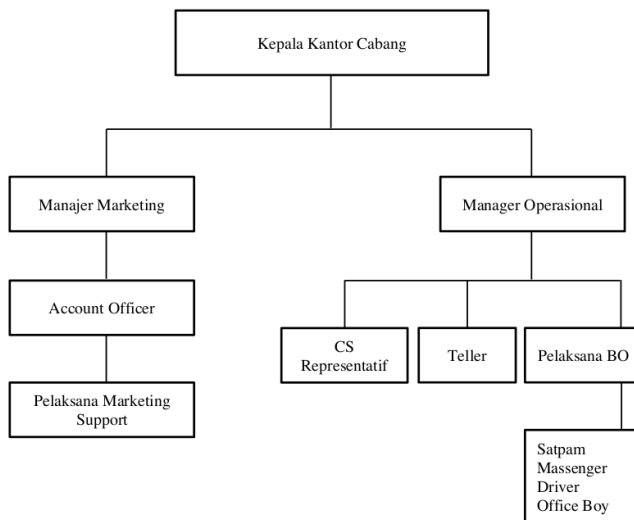 Kepala Kantor Cabang
Manajer Marketing
Manager Operasional
Account Officer
CS
Representatif
Teller
Pelaksana BO
Pelaksana Marketing
Support
Satpam
Massenger
Driver
Office Boy